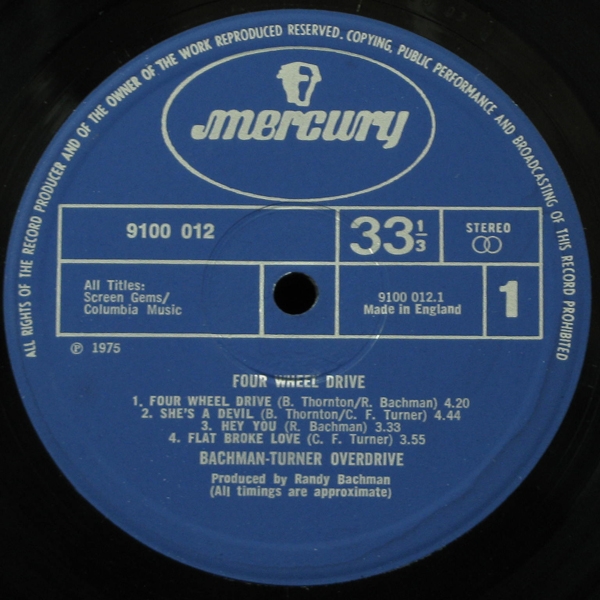 ALL RIGHTS OF THE RECORD PRODUCER AND OF THE OWNER OF THE WORK REPRODUCED RESERVED. COPYING, PUBLIC PERFORMANCE AND BROADCASTING OF THIS RECORD PROHIBITED
mercury
9100 012
33 1/3
STEREO
All Titles:
Screen Gems/
Columbia Music
9100 012.1
Made in England
1
℗ 1975
FOUR WHEEL DRIVE
1. FOUR WHEEL DRIVE (B. Thornton/R. Bachman) 4.20
2. SHE'S A DEVIL (B. Thornton/C. F. Turner) 4.44
3. HEY YOU (R. Bachman) 3.33
4. FLAT BROKE LOVE (C. F. Turner) 3.55
BACHMAN-TURNER OVERDRIVE
Produced by Randy Bachman
(All timings are approximate)